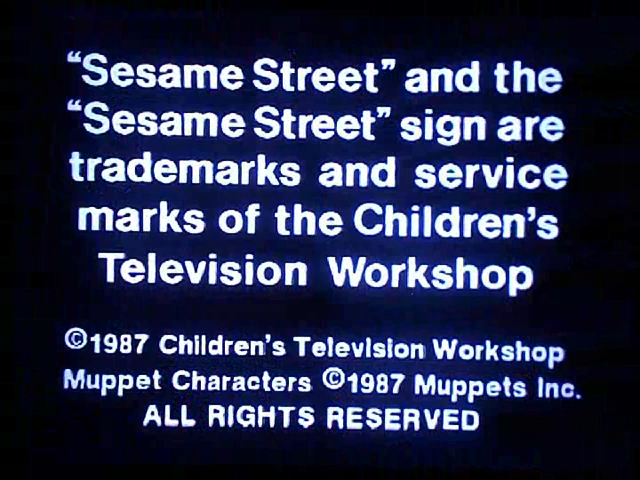 “Sesame Street” and the
“Sesame Street” sign are
trademarks and service
marks of the Children's
Television Workshop
©1987 Children's Television Workshop
Muppet Characters ©1987 Muppets Inc.
ALL RIGHTS RESERVED